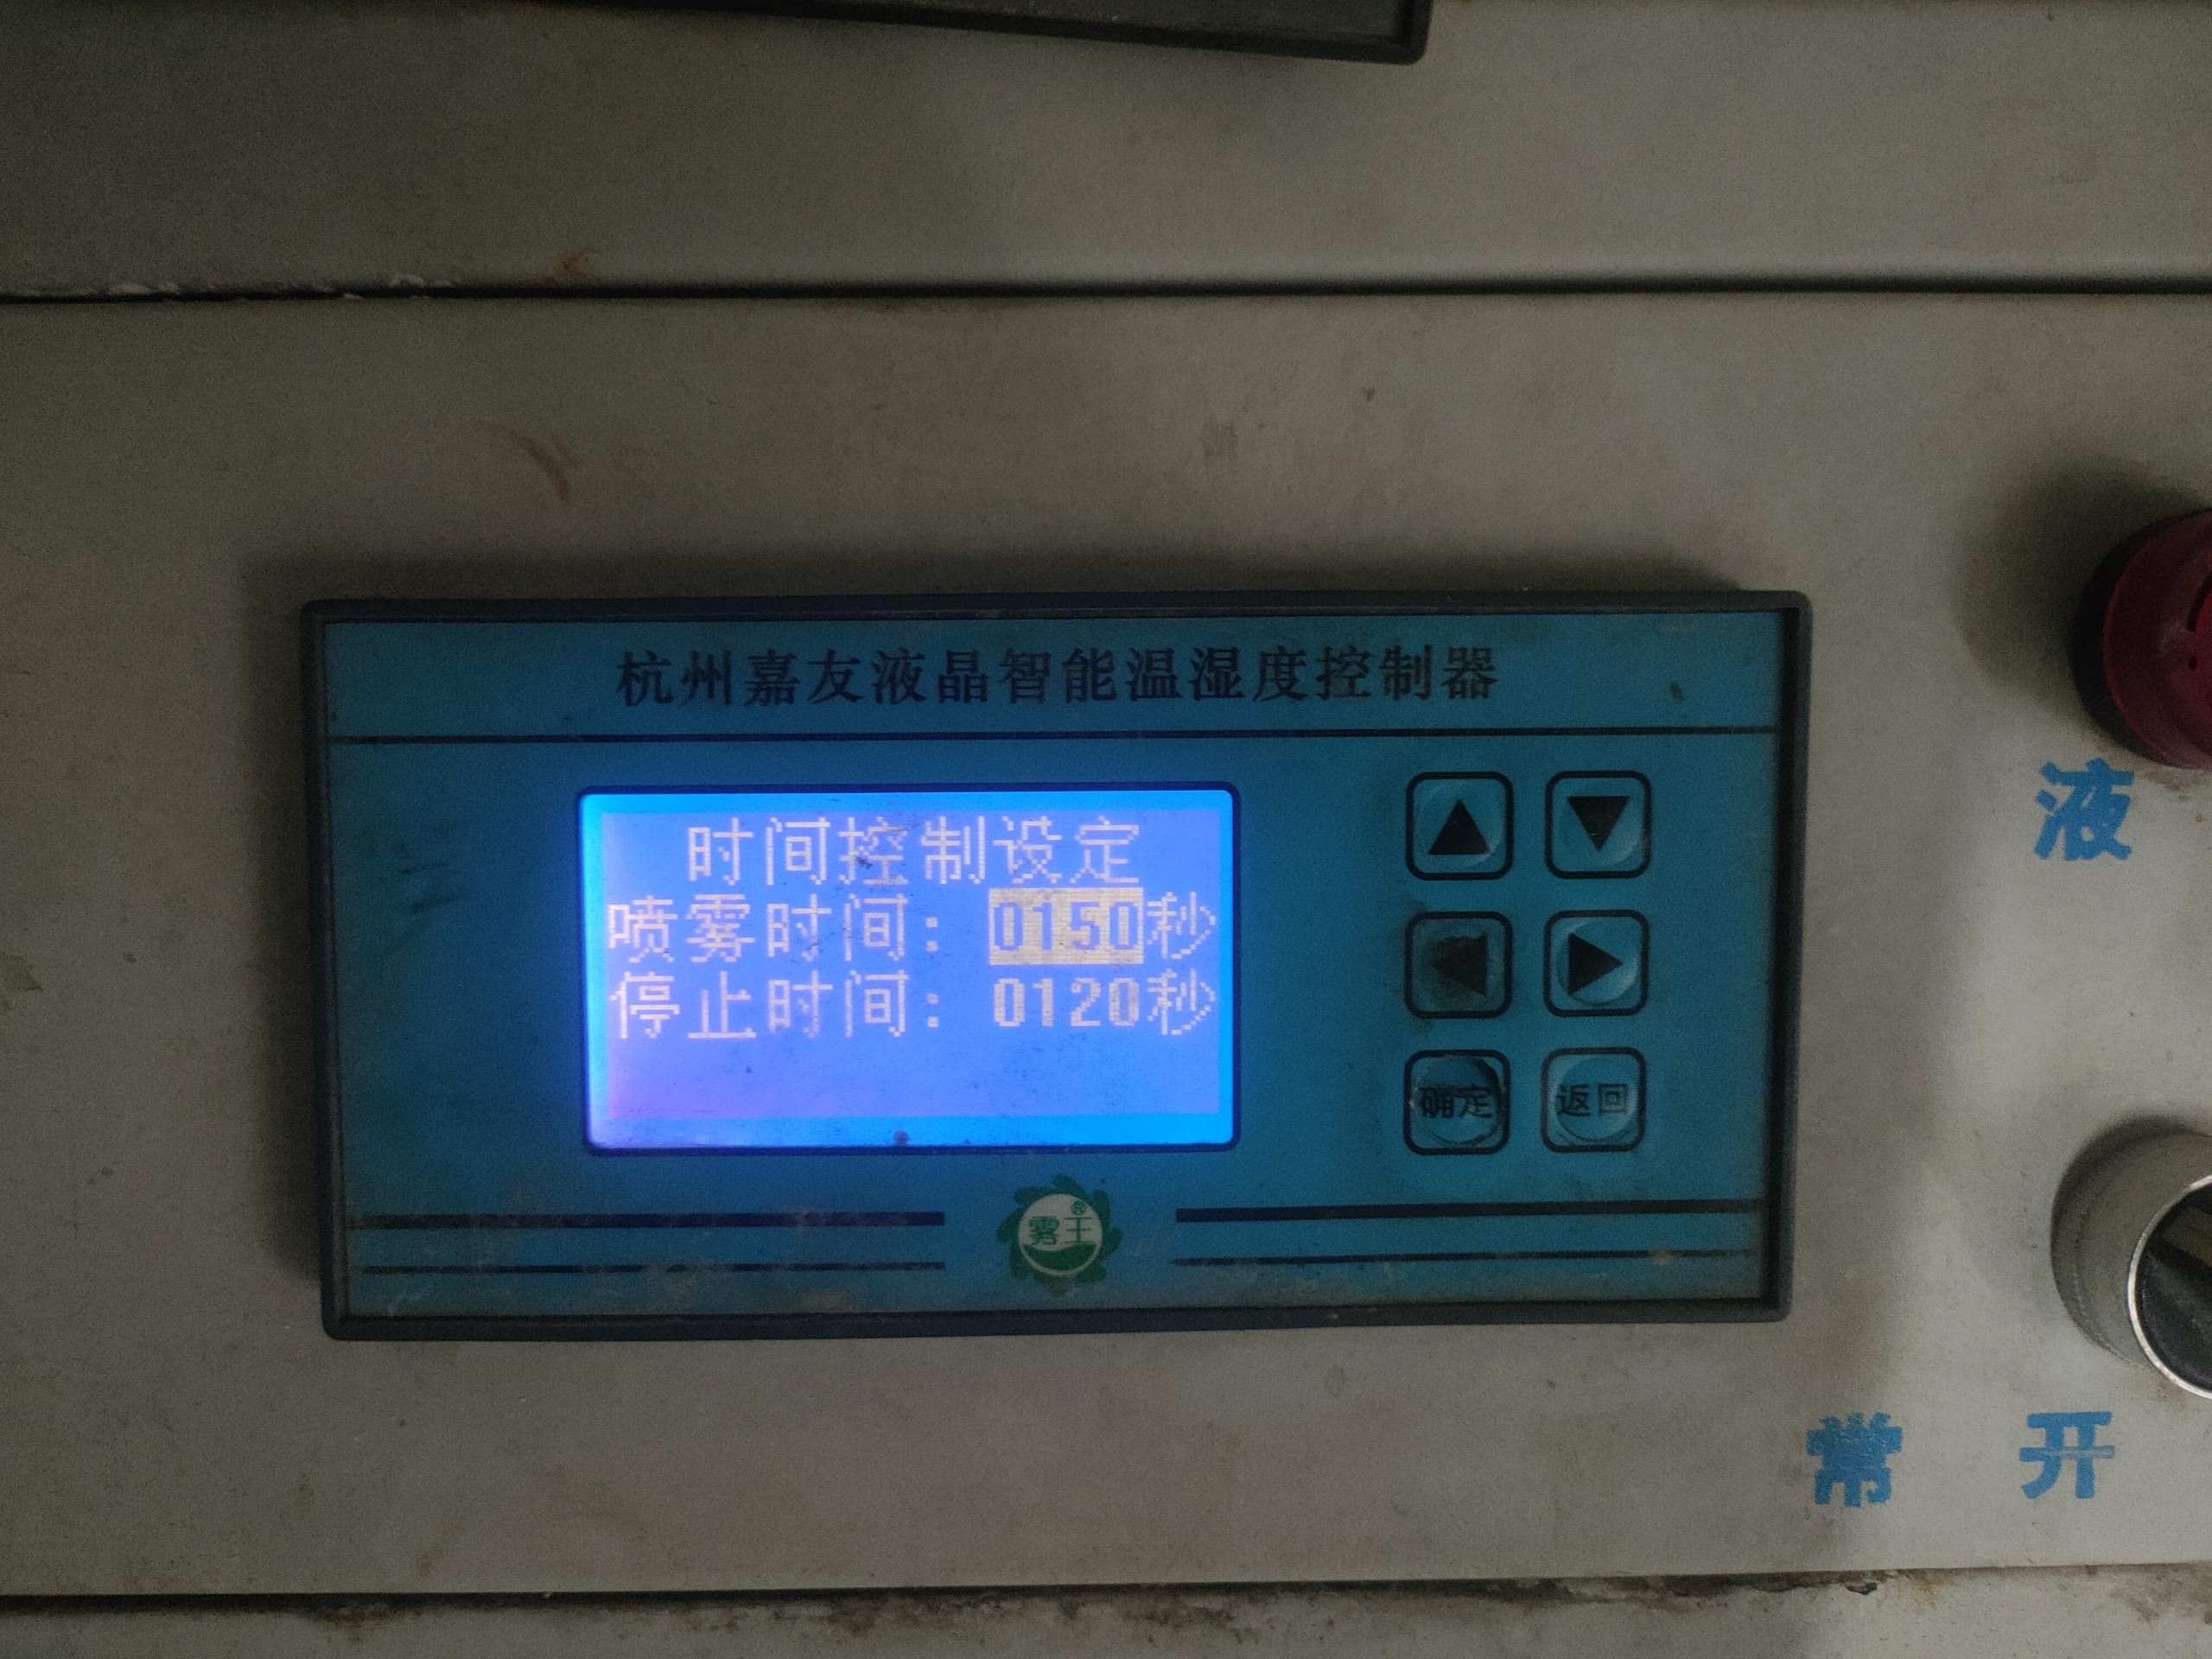 杭州嘉友液晶智能温湿度控制器
时间控制设定
喷雾时间：0150秒
停止时间：0120秒
确定 返回
雾王®
液
常 开